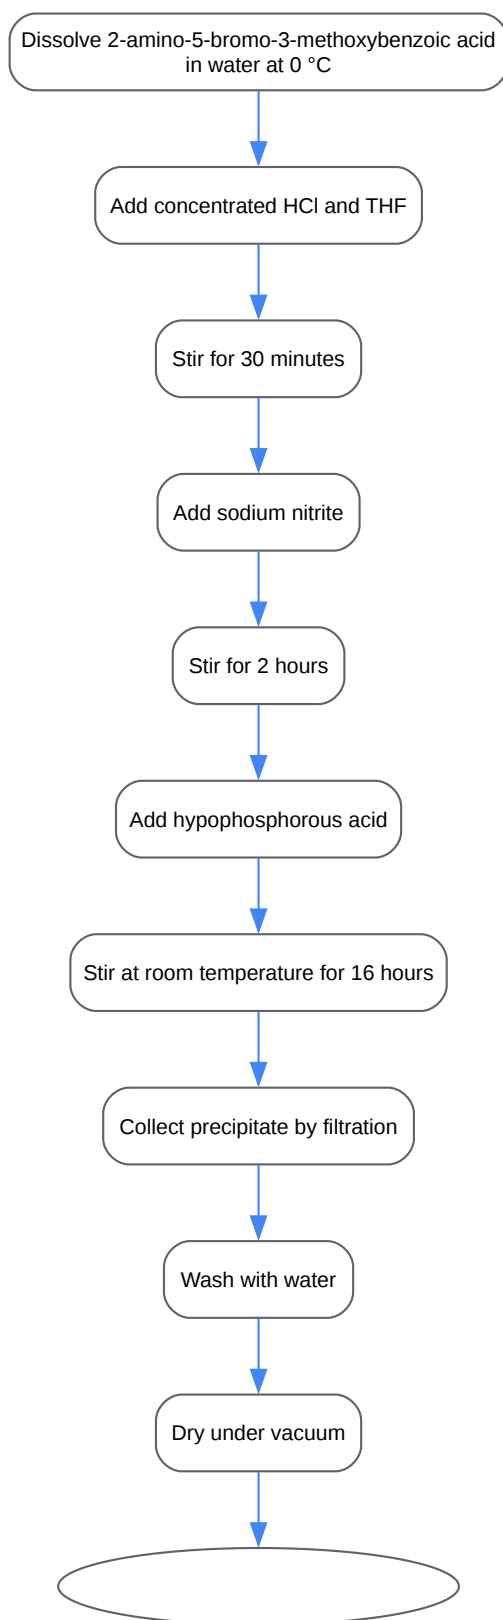 Dissolve 2-amino-5-bromo-3-methoxybenzoic acid
in water at 0 °C
Add concentrated HCl and THF
Stir for 30 minutes
Add sodium nitrite
Stir for 2 hours
Add hypophosphorous acid
Stir at room temperature for 16 hours
Collect precipitate by filtration
Wash with water
Dry under vacuum